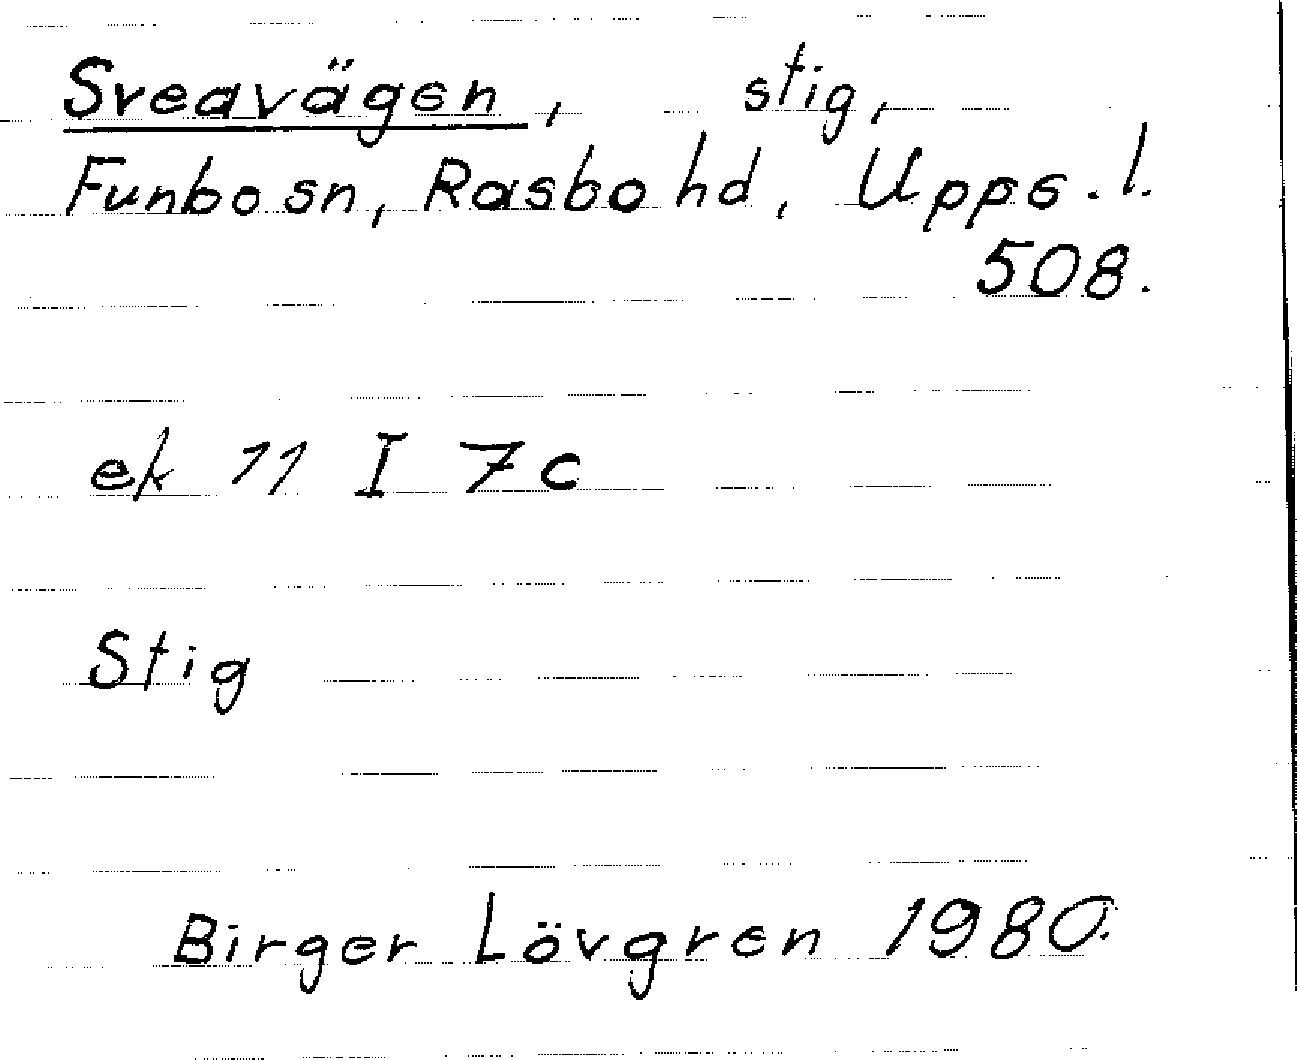 Sveavägen, stig,
Funbo sn, Rasbo hd, Upps. l.
508.
ek 11 I 7c
Stig
Birger Lövgren 1980.